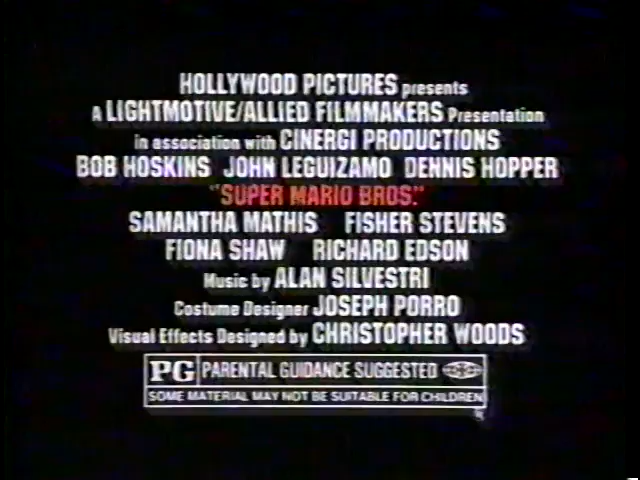 HOLLYWOOD PICTURES presents
A LIGHTMOTIVE/ALLIED FILMMAKERS Presentation
in association with CINERGI PRODUCTIONS
BOB HOSKINS JOHN LEGUIZAMO DENNIS HOPPER
"SUPER MARIO BROS."
SAMANTHA MATHIS FISHER STEVENS
FIONA SHAW RICHARD EDSON
Music by ALAN SILVESTRI
Costume Designer JOSEPH PORRO
Visual Effects Designed by CHRISTOPHER WOODS
PG PARENTAL GUIDANCE SUGGESTED
SOME MATERIAL MAY NOT BE SUITABLE FOR CHILDREN